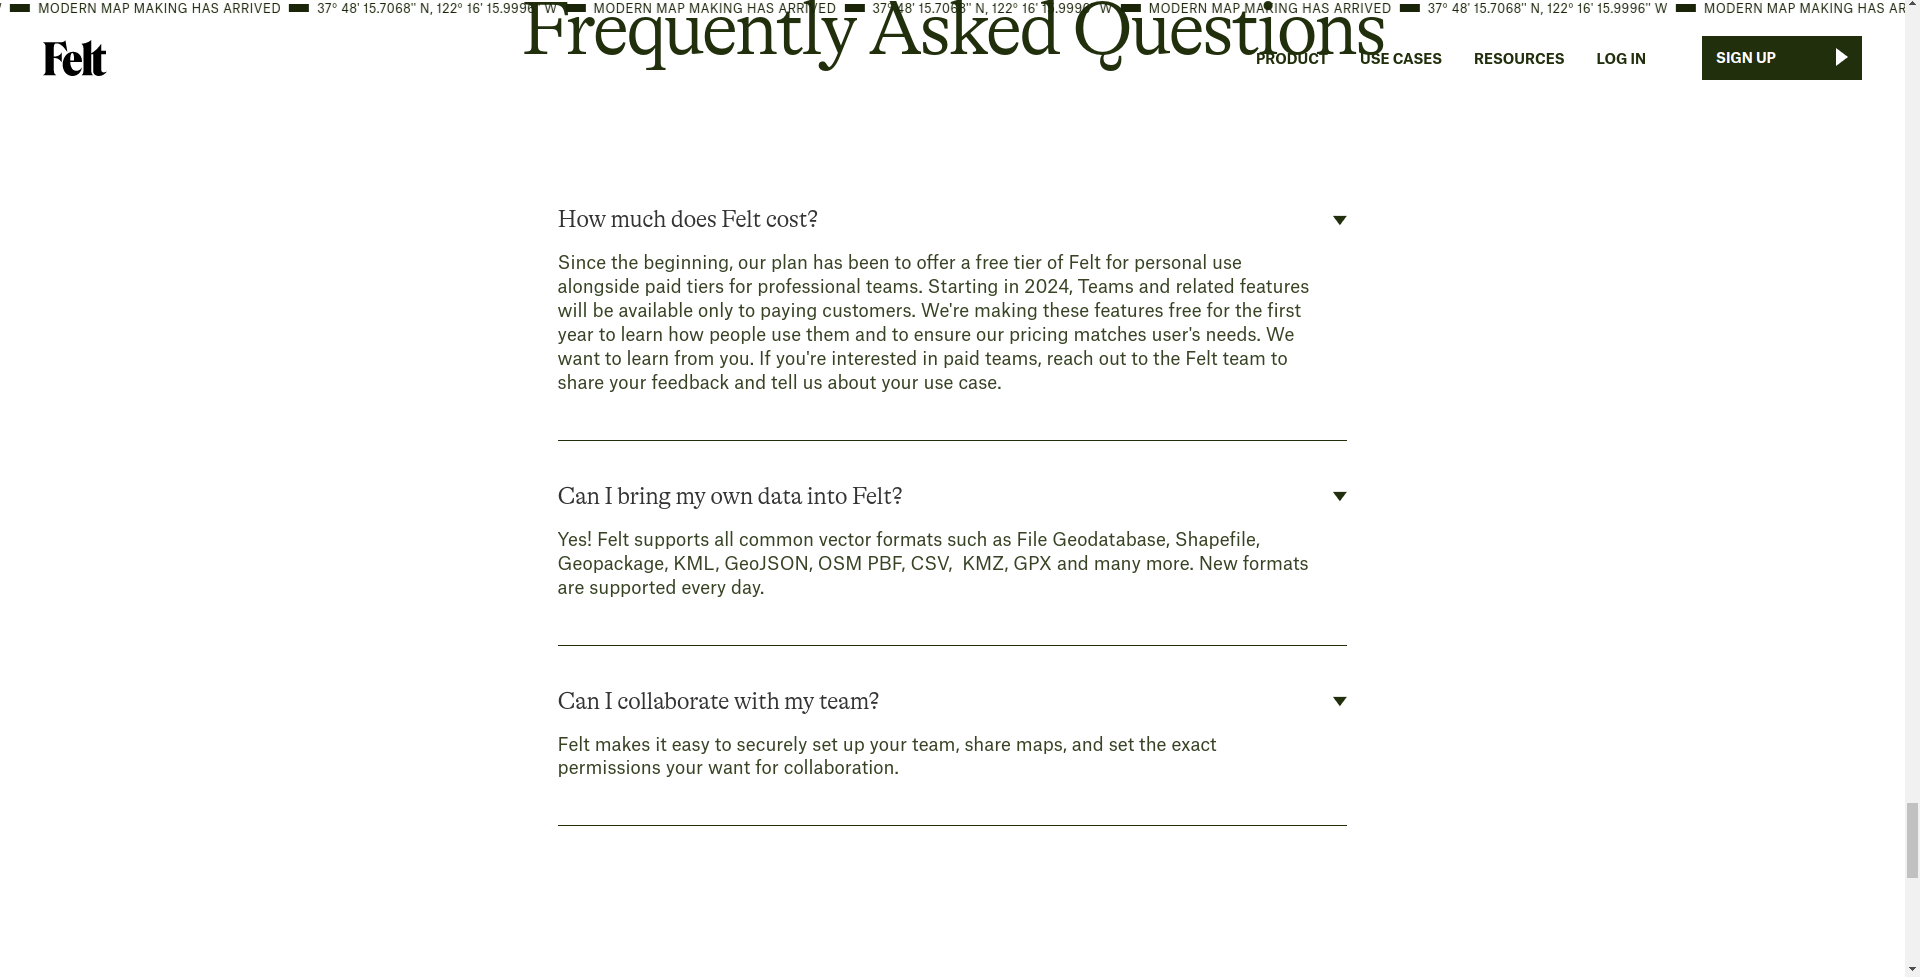 MODERN MAP MAKING HAS ARRIVED 37° 48' 15.7068" N, 122° 16' 15.9996" W MODERN MAP MAKING HAS ARRIVED 37° 48' 15.7068" N, 122° 16' 15.9996" W MODERN MAP MAKING HAS ARRIVED 37° 48' 15.7068" N, 122° 16' 15.9996" W MODERN MAP MAKING HAS AR
Frequently Asked Questions
Felt
PRODUCT USE CASES RESOURCES LOG IN SIGN UP
How much does Felt cost?
Since the beginning, our plan has been to offer a free tier of Felt for personal use
alongside paid tiers for professional teams. Starting in 2024, Teams and related features
will be available only to paying customers. We're making these features free for the first
year to learn how people use them and to ensure our pricing matches user's needs. We
want to learn from you. If you're interested in paid teams, reach out to the Felt team to
share your feedback and tell us about your use case.
Can I bring my own data into Felt?
Yes! Felt supports all common vector formats such as File Geodatabase, Shapefile,
Geopackage, KML, GeoJSON, OSM PBF, CSV,  KMZ, GPX and many more. New formats
are supported every day.
Can I collaborate with my team?
Felt makes it easy to securely set up your team, share maps, and set the exact
permissions your want for collaboration.